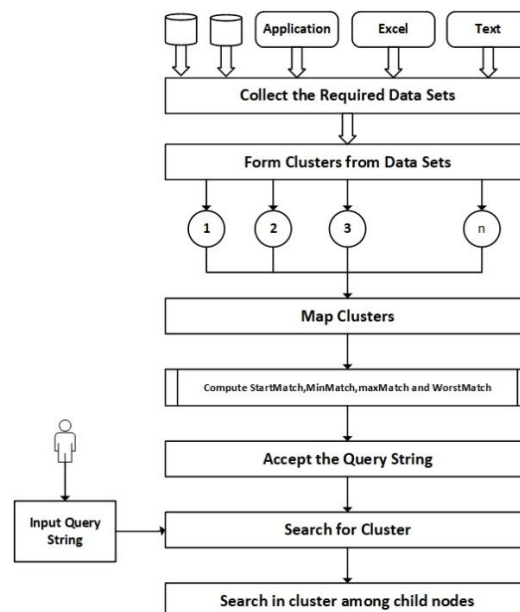 Application Excel Text
Collect the Required Data Sets
Form Clusters from Data Sets
1 2 3 n
Map Clusters
Compute StartMatch,MinMatch,maxMatch and WorstMatch
Accept the Query String
Input Query
String
Search for Cluster
Search in cluster among child nodes